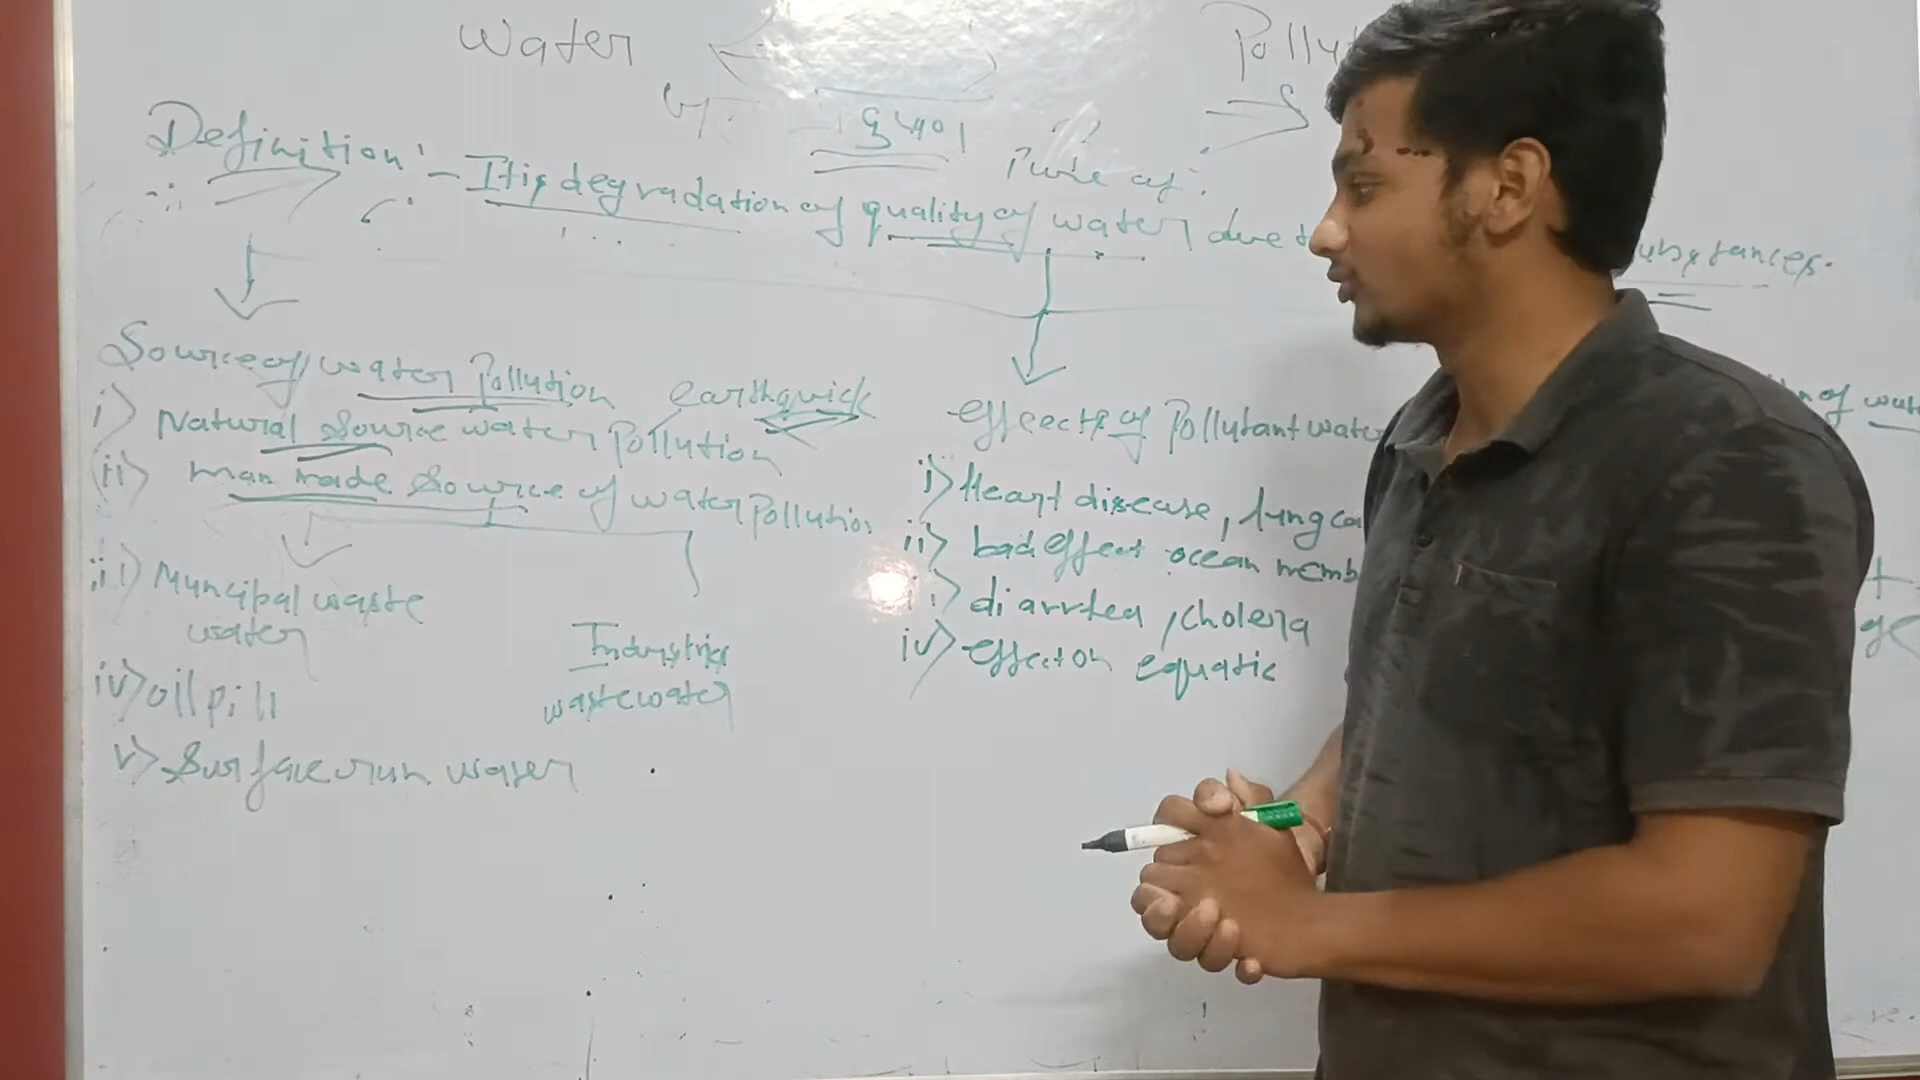 Water Pollu
Definition:- It is degradation of quality of water due t ubstances.
Source of water Pollution
i) Natural Source water Pollution
earthquick
(ii) man made Source of water Pollution
iii) Muncipal waste
water
Industries
wastewater
iv) oil pill
v) Surface run water
effects of Pollutant wate
i) Heart disease, lung ca
ii) bad effect ocean memb
diarrhea, cholera
iv) effect on equatic
n of wat